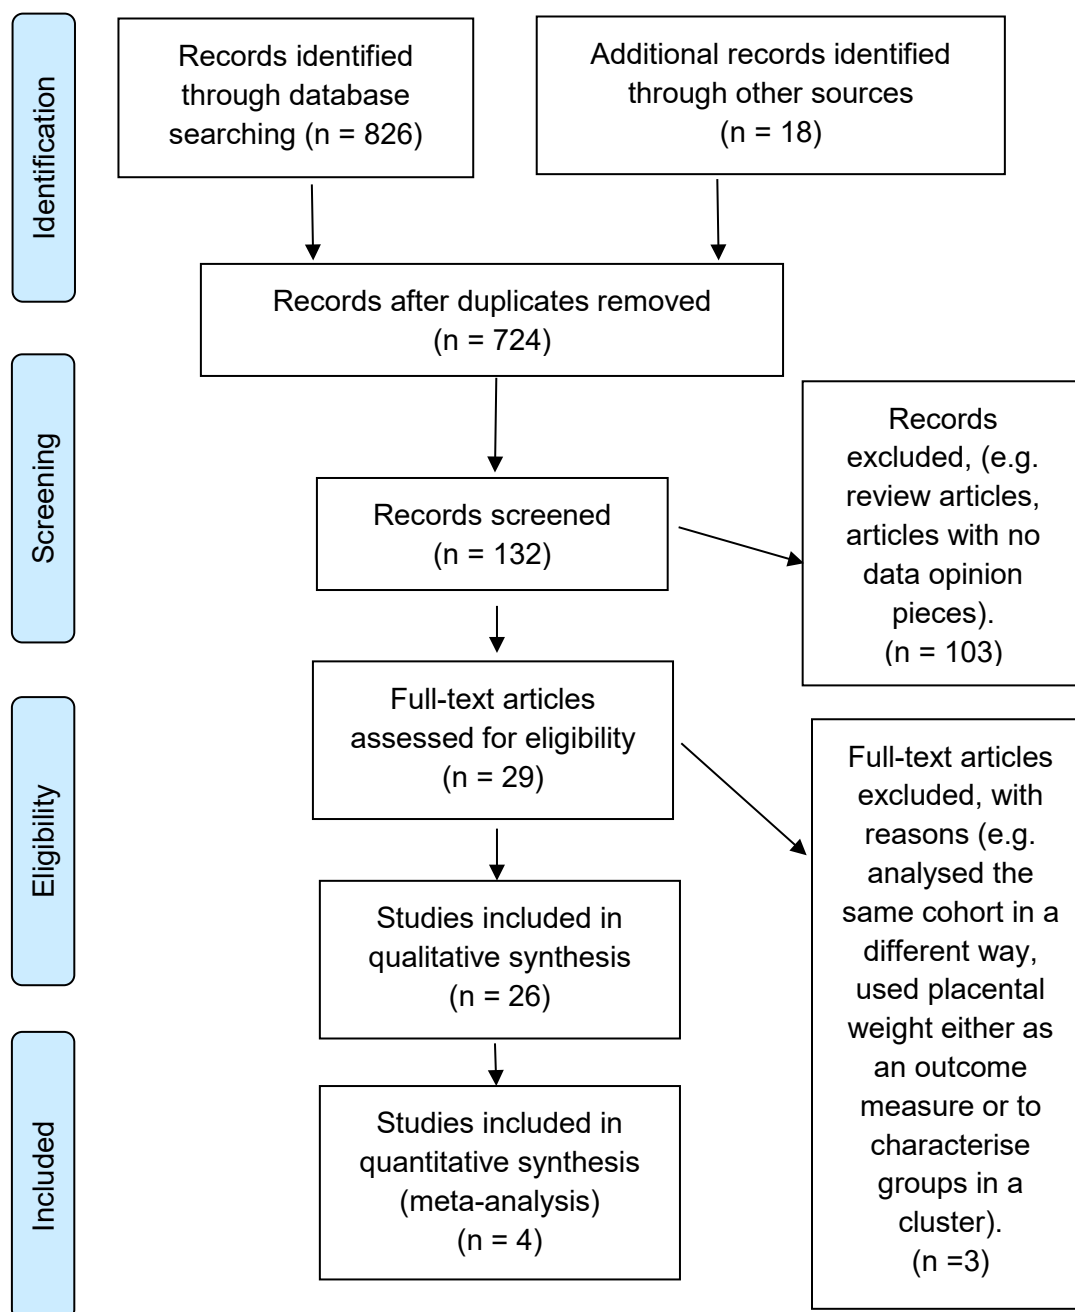 Identification
Records identified
through database
searching (n = 826)
Additional records identified
through other sources
(n = 18)
Records after duplicates removed
(n = 724)
Screening
Records screened
(n = 132)
Records
excluded, (e.g.
review articles,
articles with no
data opinion
pieces).
(n = 103)
Eligibility
Full-text articles
assessed for eligibility
(n = 29)
Full-text articles
excluded, with
reasons (e.g.
analysed the
same cohort in a
different way,
used placental
weight either as
an outcome
measure or to
characterise
groups in a
cluster).
(n =3)
Studies included in
qualitative synthesis
(n = 26)
Included
Studies included in
quantitative synthesis
(meta-analysis)
(n = 4)